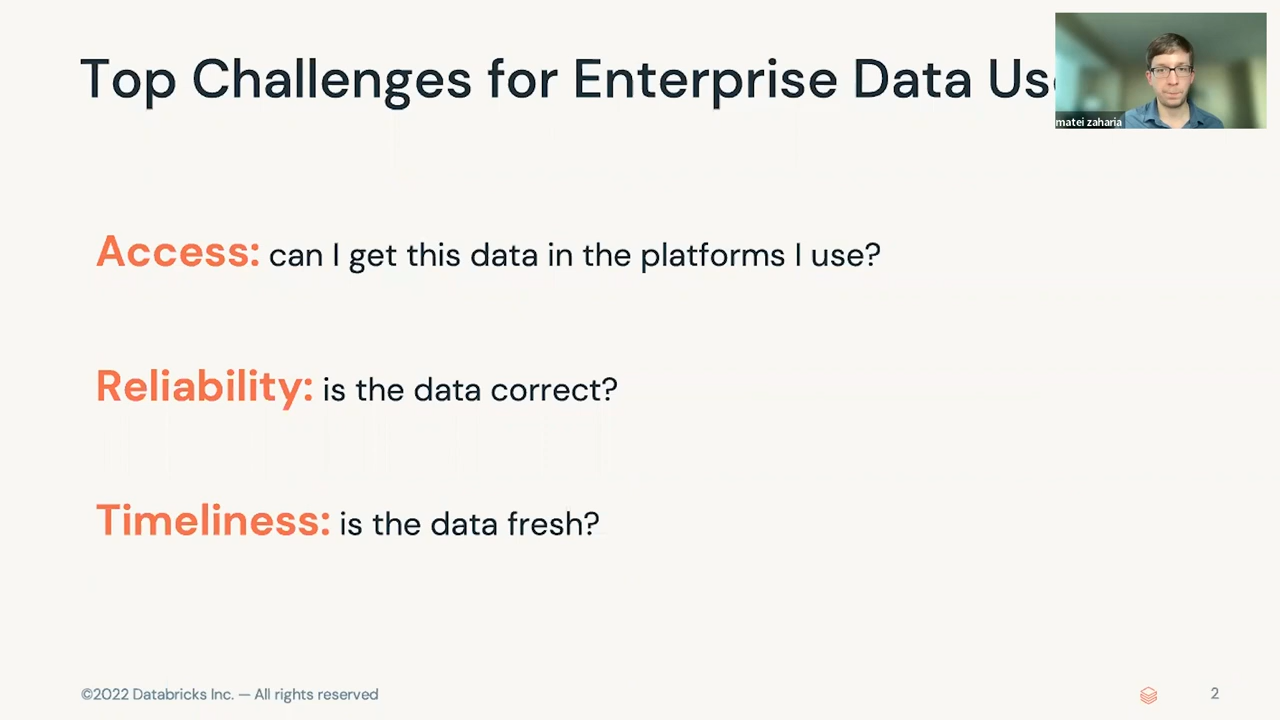 Top Challenges for Enterprise Data
matei zaharia
Access: can I get this data in the platforms I use?
Reliability: is the data correct?
Timeliness: is the data fresh?
©2022 Databricks Inc. — All rights reserved
2